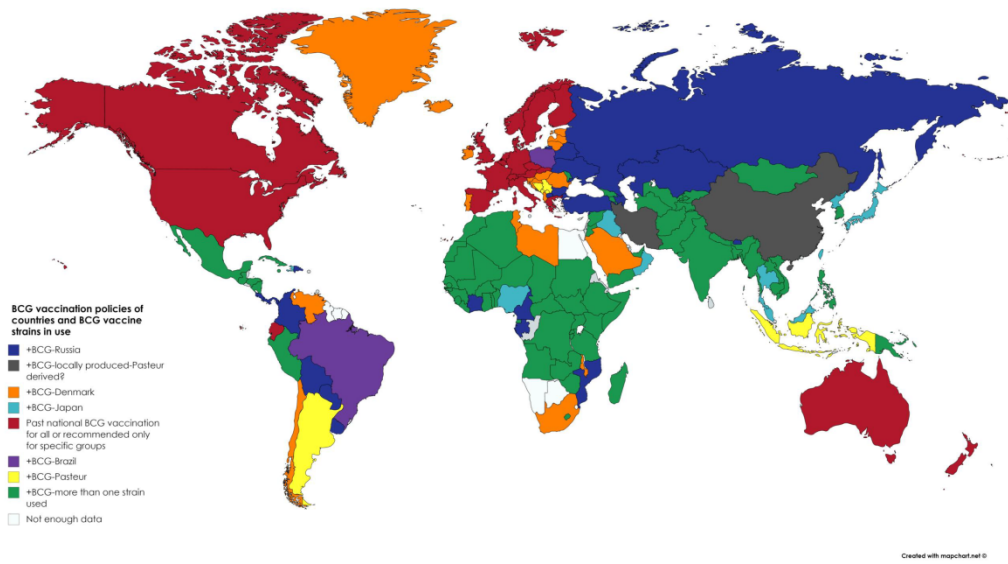 BCG vaccination policies of
countries and BCG vaccine
strains in use
+BCG-Russia
+BCG-locally produced-Pasteur
derived?
+BCG-Denmark
+BCG-Japan
Past national BCG vaccination
for all or recommended only
for specific groups
+BCG-Brazil
+BCG-Pasteur
+BCG-more than one strain
used
Not enough data
Created with mapchart.net ©